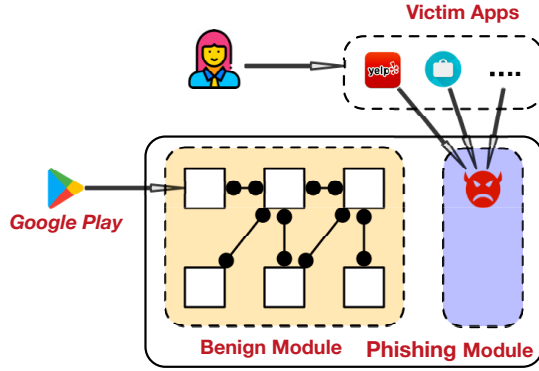 Victim Apps
yelp
....
Google Play
Benign Module
Phishing Module